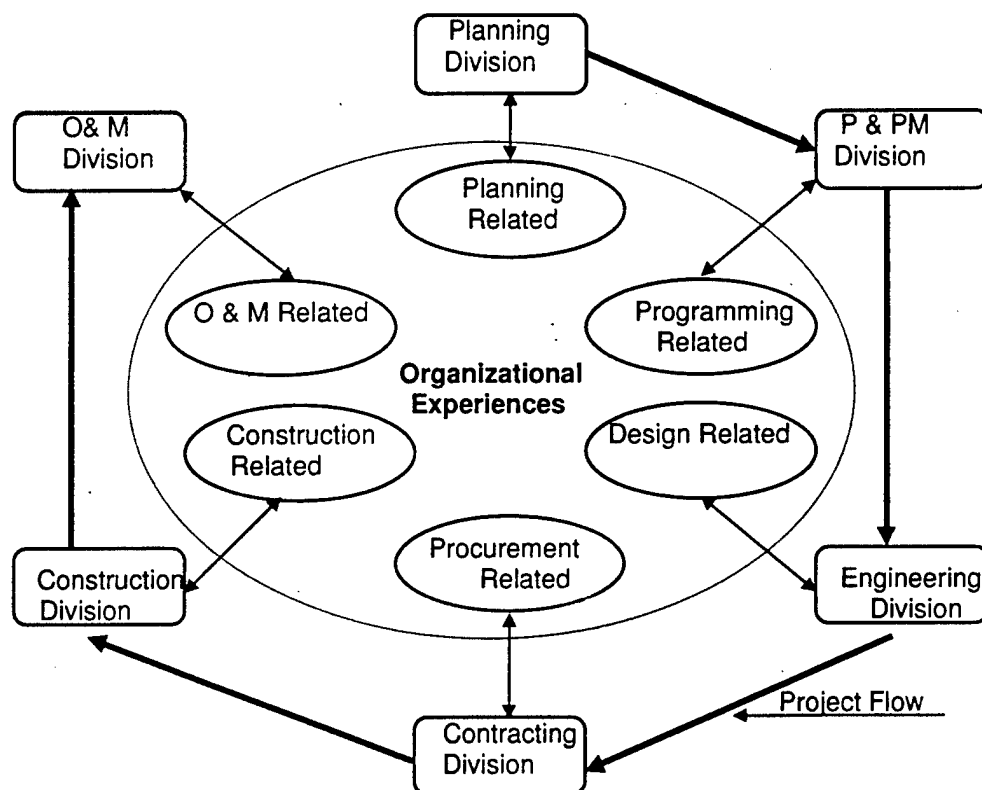 Planning
Division
O& M
Division
P & PM
Division
Planning
Related
O & M Related
Programming
Related
Organizational
Experiences
Construction
Related
Design Related
Procurement
Related
Construction
Division
Engineering
Division
Project Flow
Contracting
Division